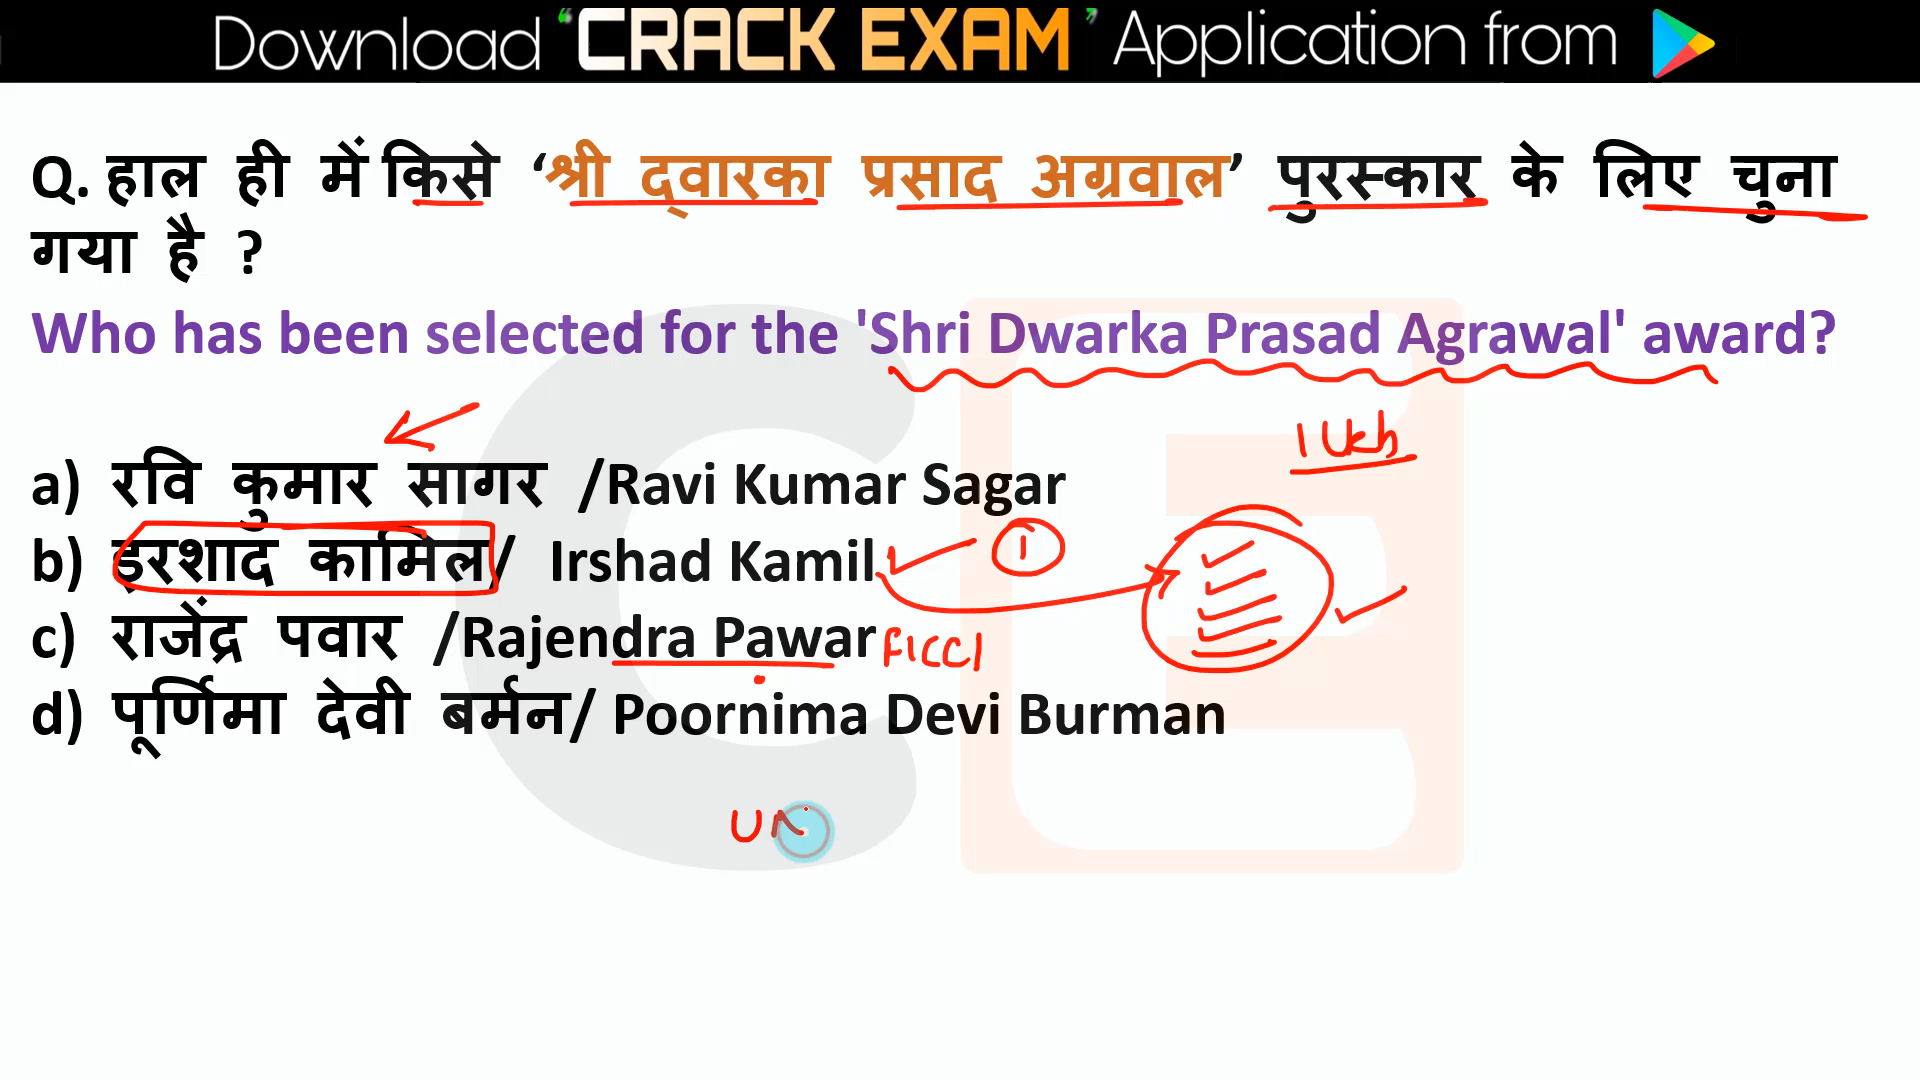 Download ‘CRACK EXAM’ Application from
Q. हाल ही में किसे ‘श्री द्वारका प्रसाद अग्रवाल’ पुरस्कार के लिए चुना
गया है ?
Who has been selected for the 'Shri Dwarka Prasad Agrawal' award?
a) रवि कुमार सागर /Ravi Kumar Sagar
b) इरशाद कामिल/ Irshad Kamil
c) राजेंद्र पवार /Rajendra Pawar FICCI
d) पूर्णिमा देवी बर्मन/ Poornima Devi Burman